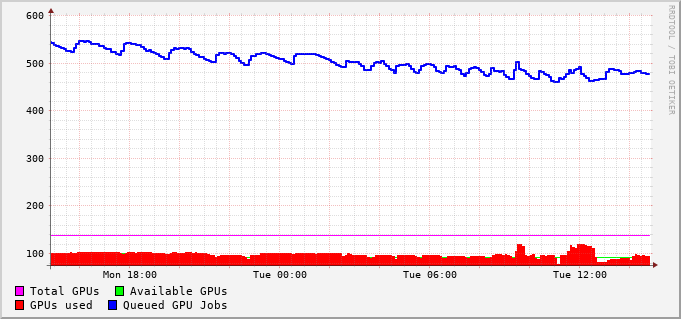 600
500
400
300
200
100
Mon 18:00 Tue 00:00 Tue 06:00 Tue 12:00
Total GPUs Available GPUs
GPUs used Queued GPU Jobs
RRDTOOL / TOBI OETIKER